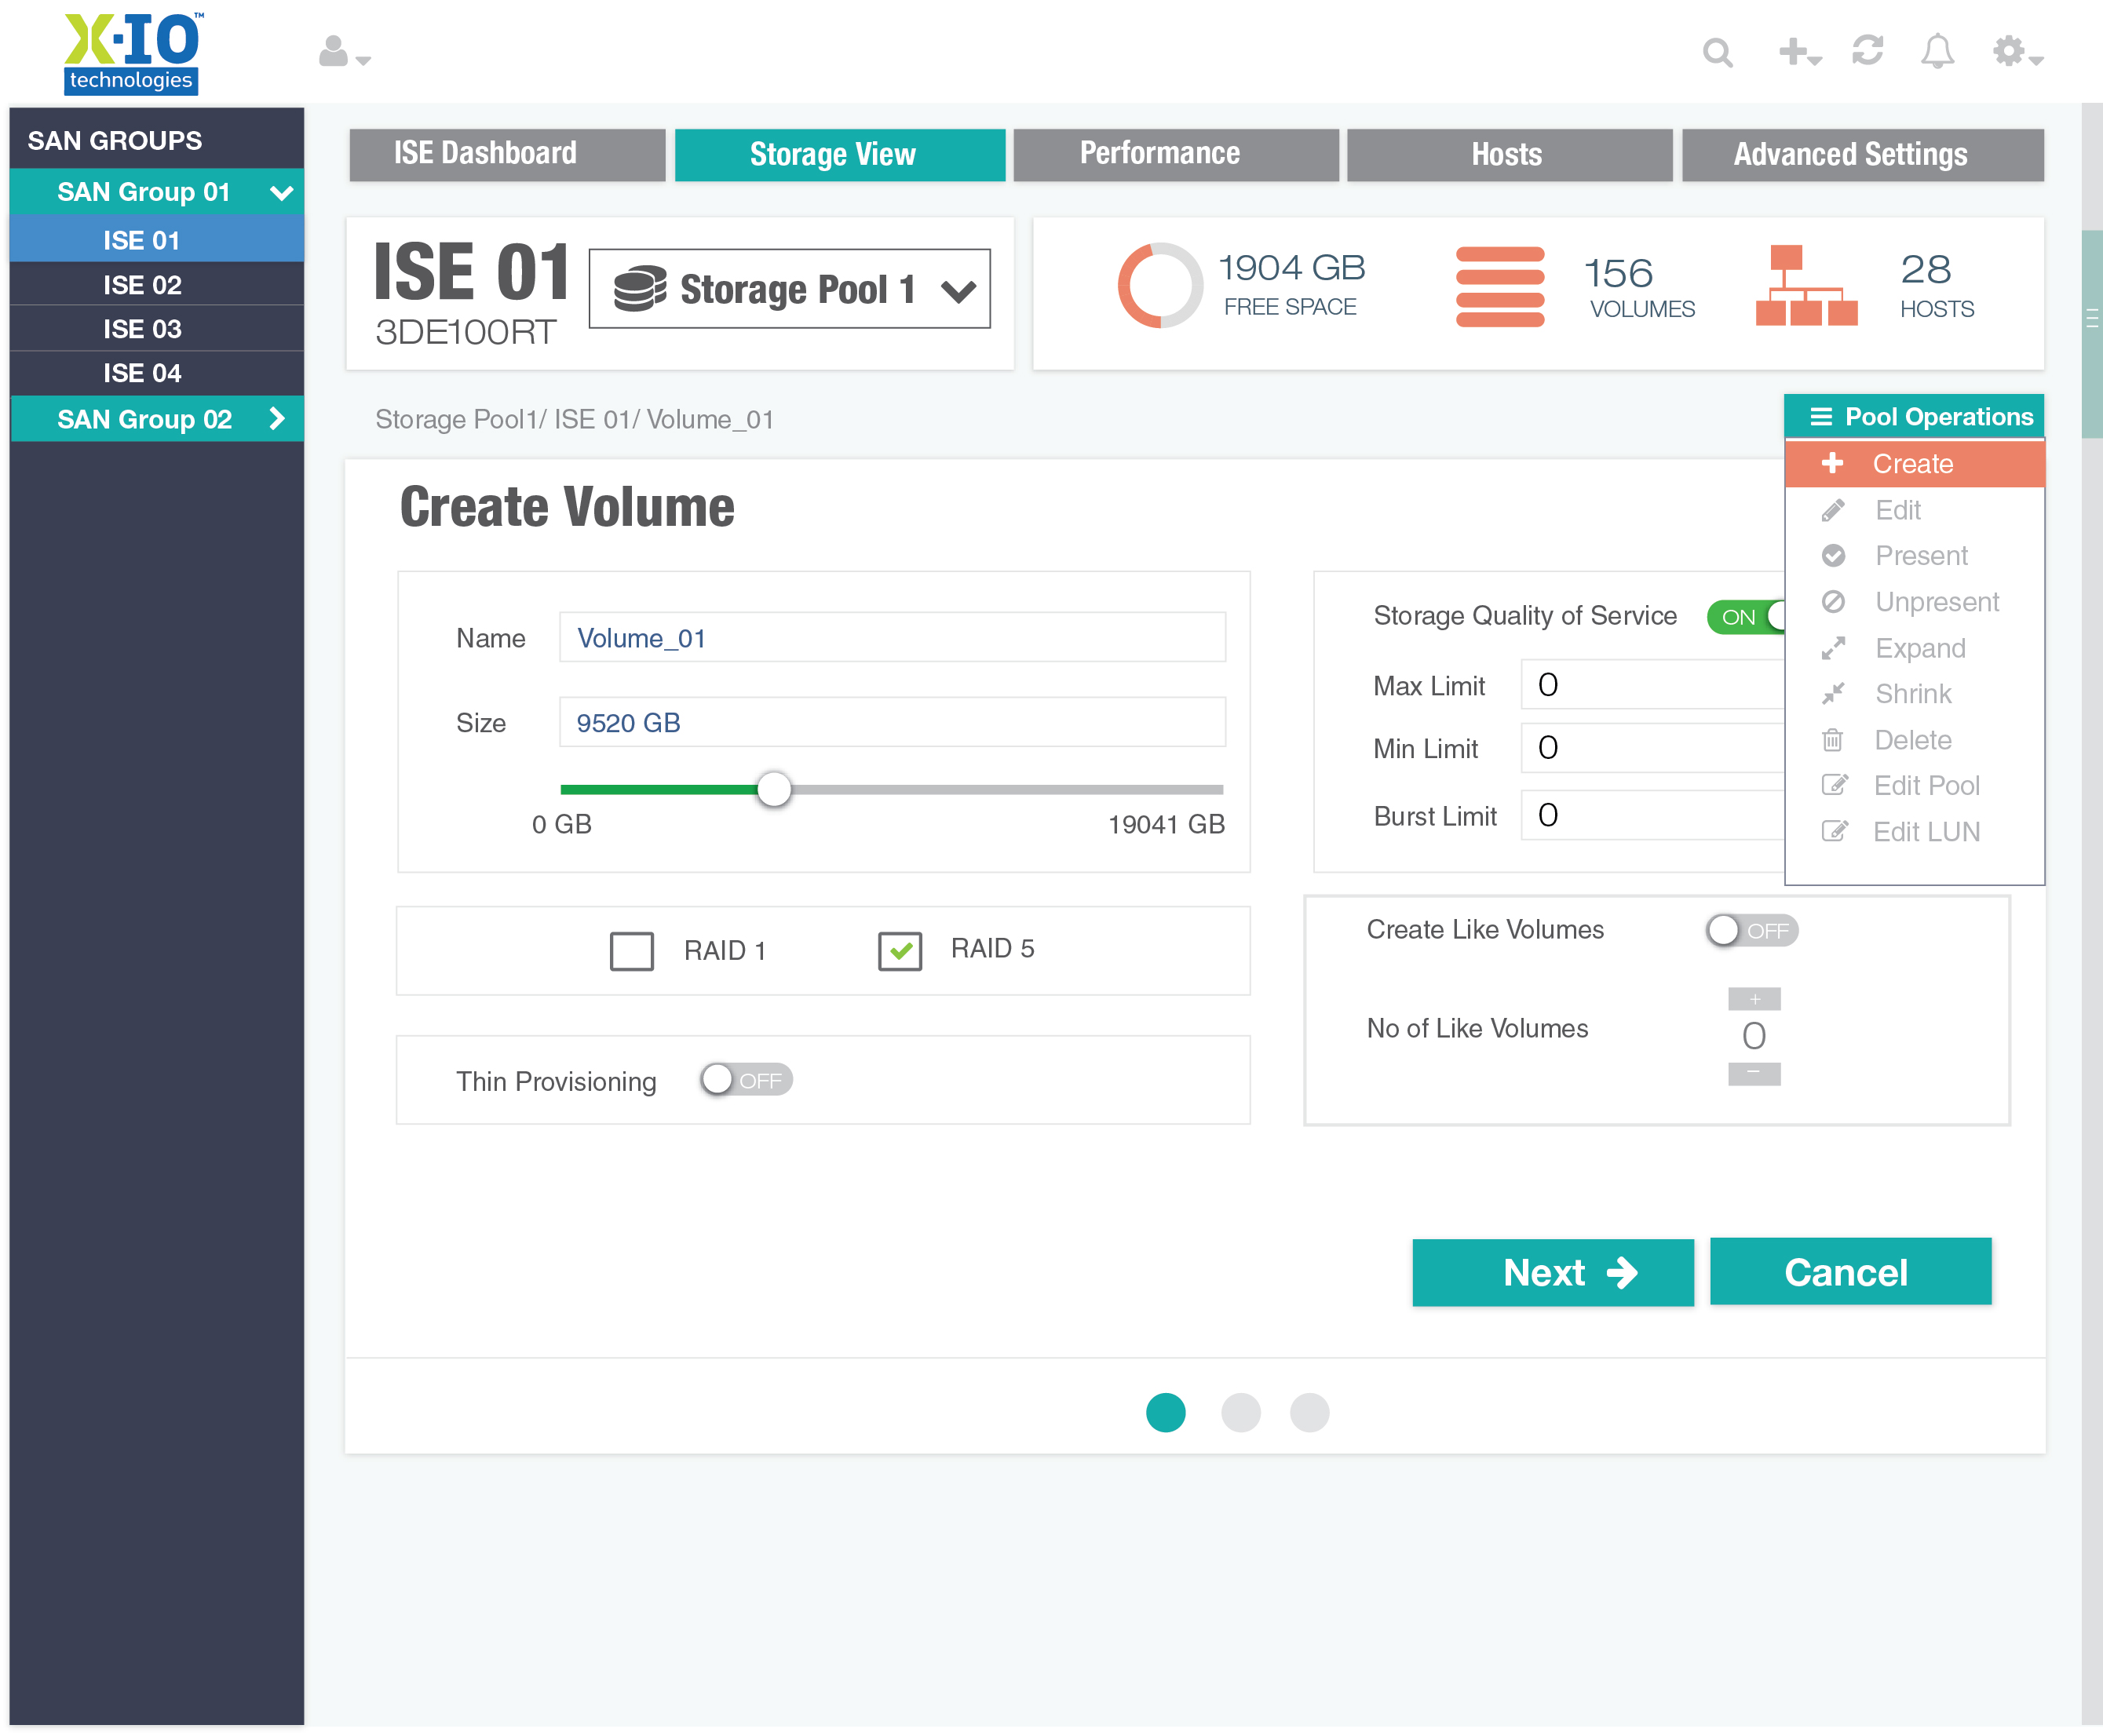 X-IO™
technologies
SAN GROUPS
SAN Group 01
ISE 01
ISE 02
ISE 03
ISE 04
SAN Group 02
ISE Dashboard
Storage View
Performance
Hosts
Advanced Settings
ISE 01
3DE100RT
Storage Pool 1
1904 GB
FREE SPACE
156
VOLUMES
28
HOSTS
Storage Pool1/ ISE 01/ Volume_01
Pool Operations
Create
Edit
Present
Unpresent
Expand
Shrink
Delete
Edit Pool
Edit LUN
Create Volume
Name
Volume_01
Size
9520 GB
0 GB
19041 GB
Storage Quality of Service
ON
Max Limit
0
Min Limit
0
Burst Limit
0
RAID 1
RAID 5
Thin Provisioning
OFF
Create Like Volumes
OFF
No of Like Volumes
+
0
−
Next
Cancel